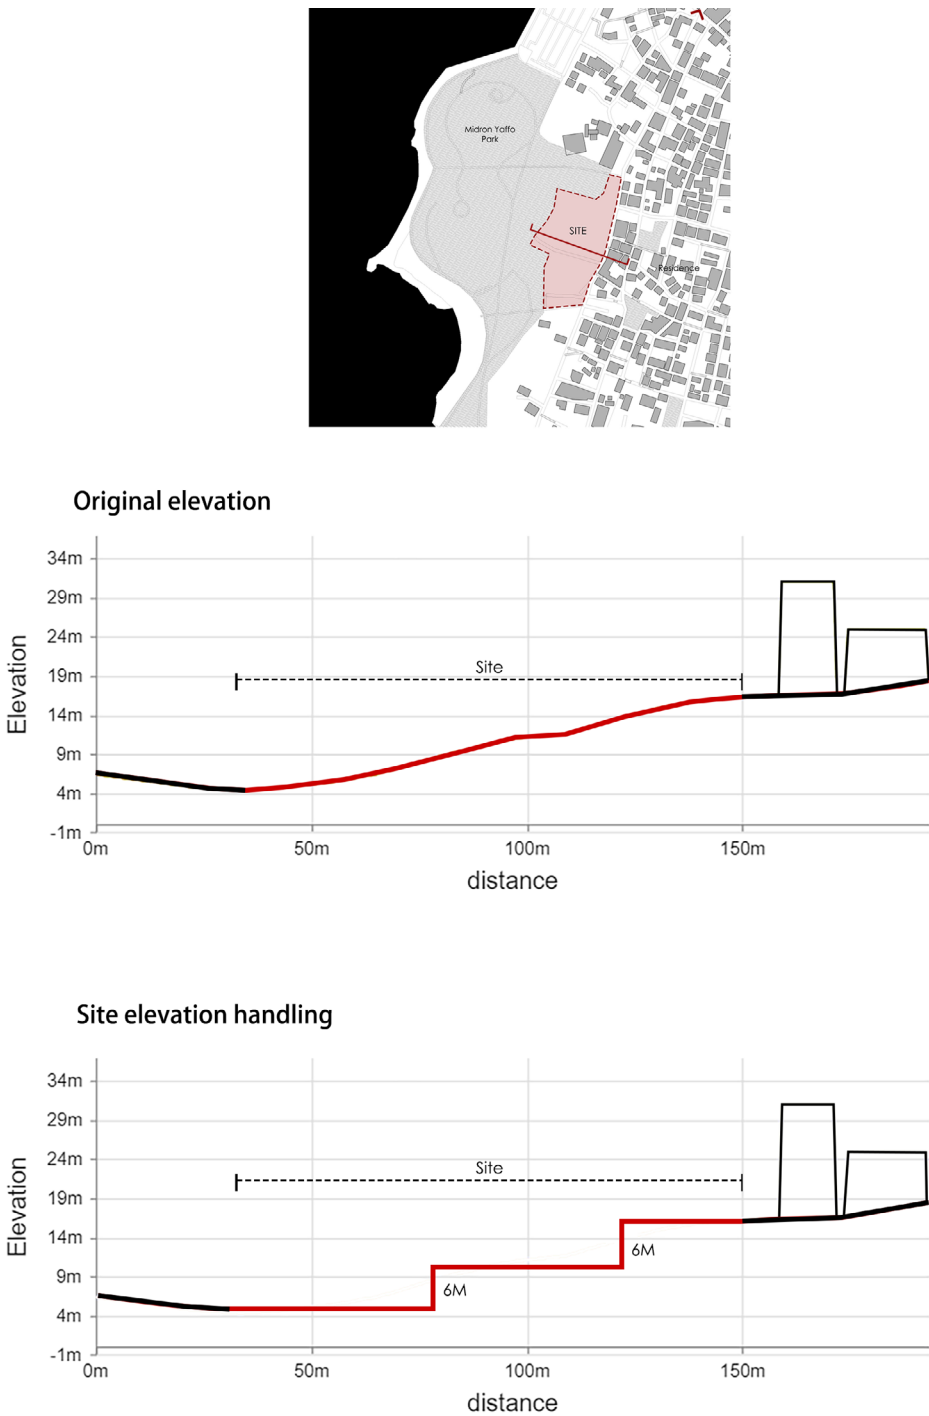 Midron Yaffo
Park
SITE
Residence
Original elevation
34m
29m
24m
19m
14m
9m
4m
-1m
Elevation
Site
0m
50m
100m
150m
distance
Site elevation handling
34m
29m
24m
19m
14m
9m
4m
-1m
Elevation
Site
6M
6M
0m
50m
100m
150m
distance